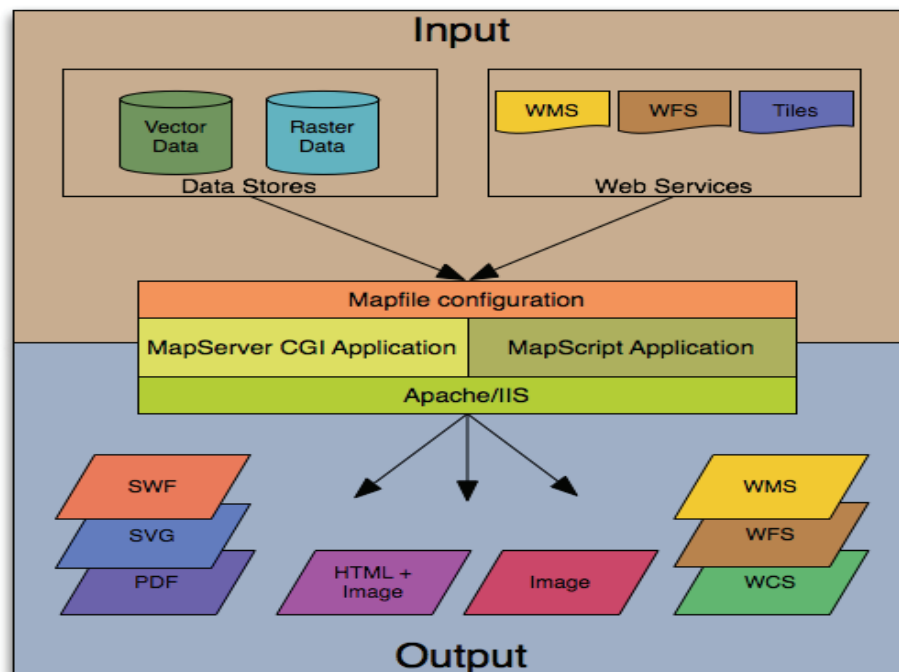 Input
Vector
Data
Raster
Data
Data Stores
WMS
WFS
Tiles
Web Services
Mapfile configuration
MapServer CGI Application
MapScript Application
Apache/IIS
SWF
SVG
PDF
HTML +
Image
Image
WMS
WFS
WCS
Output